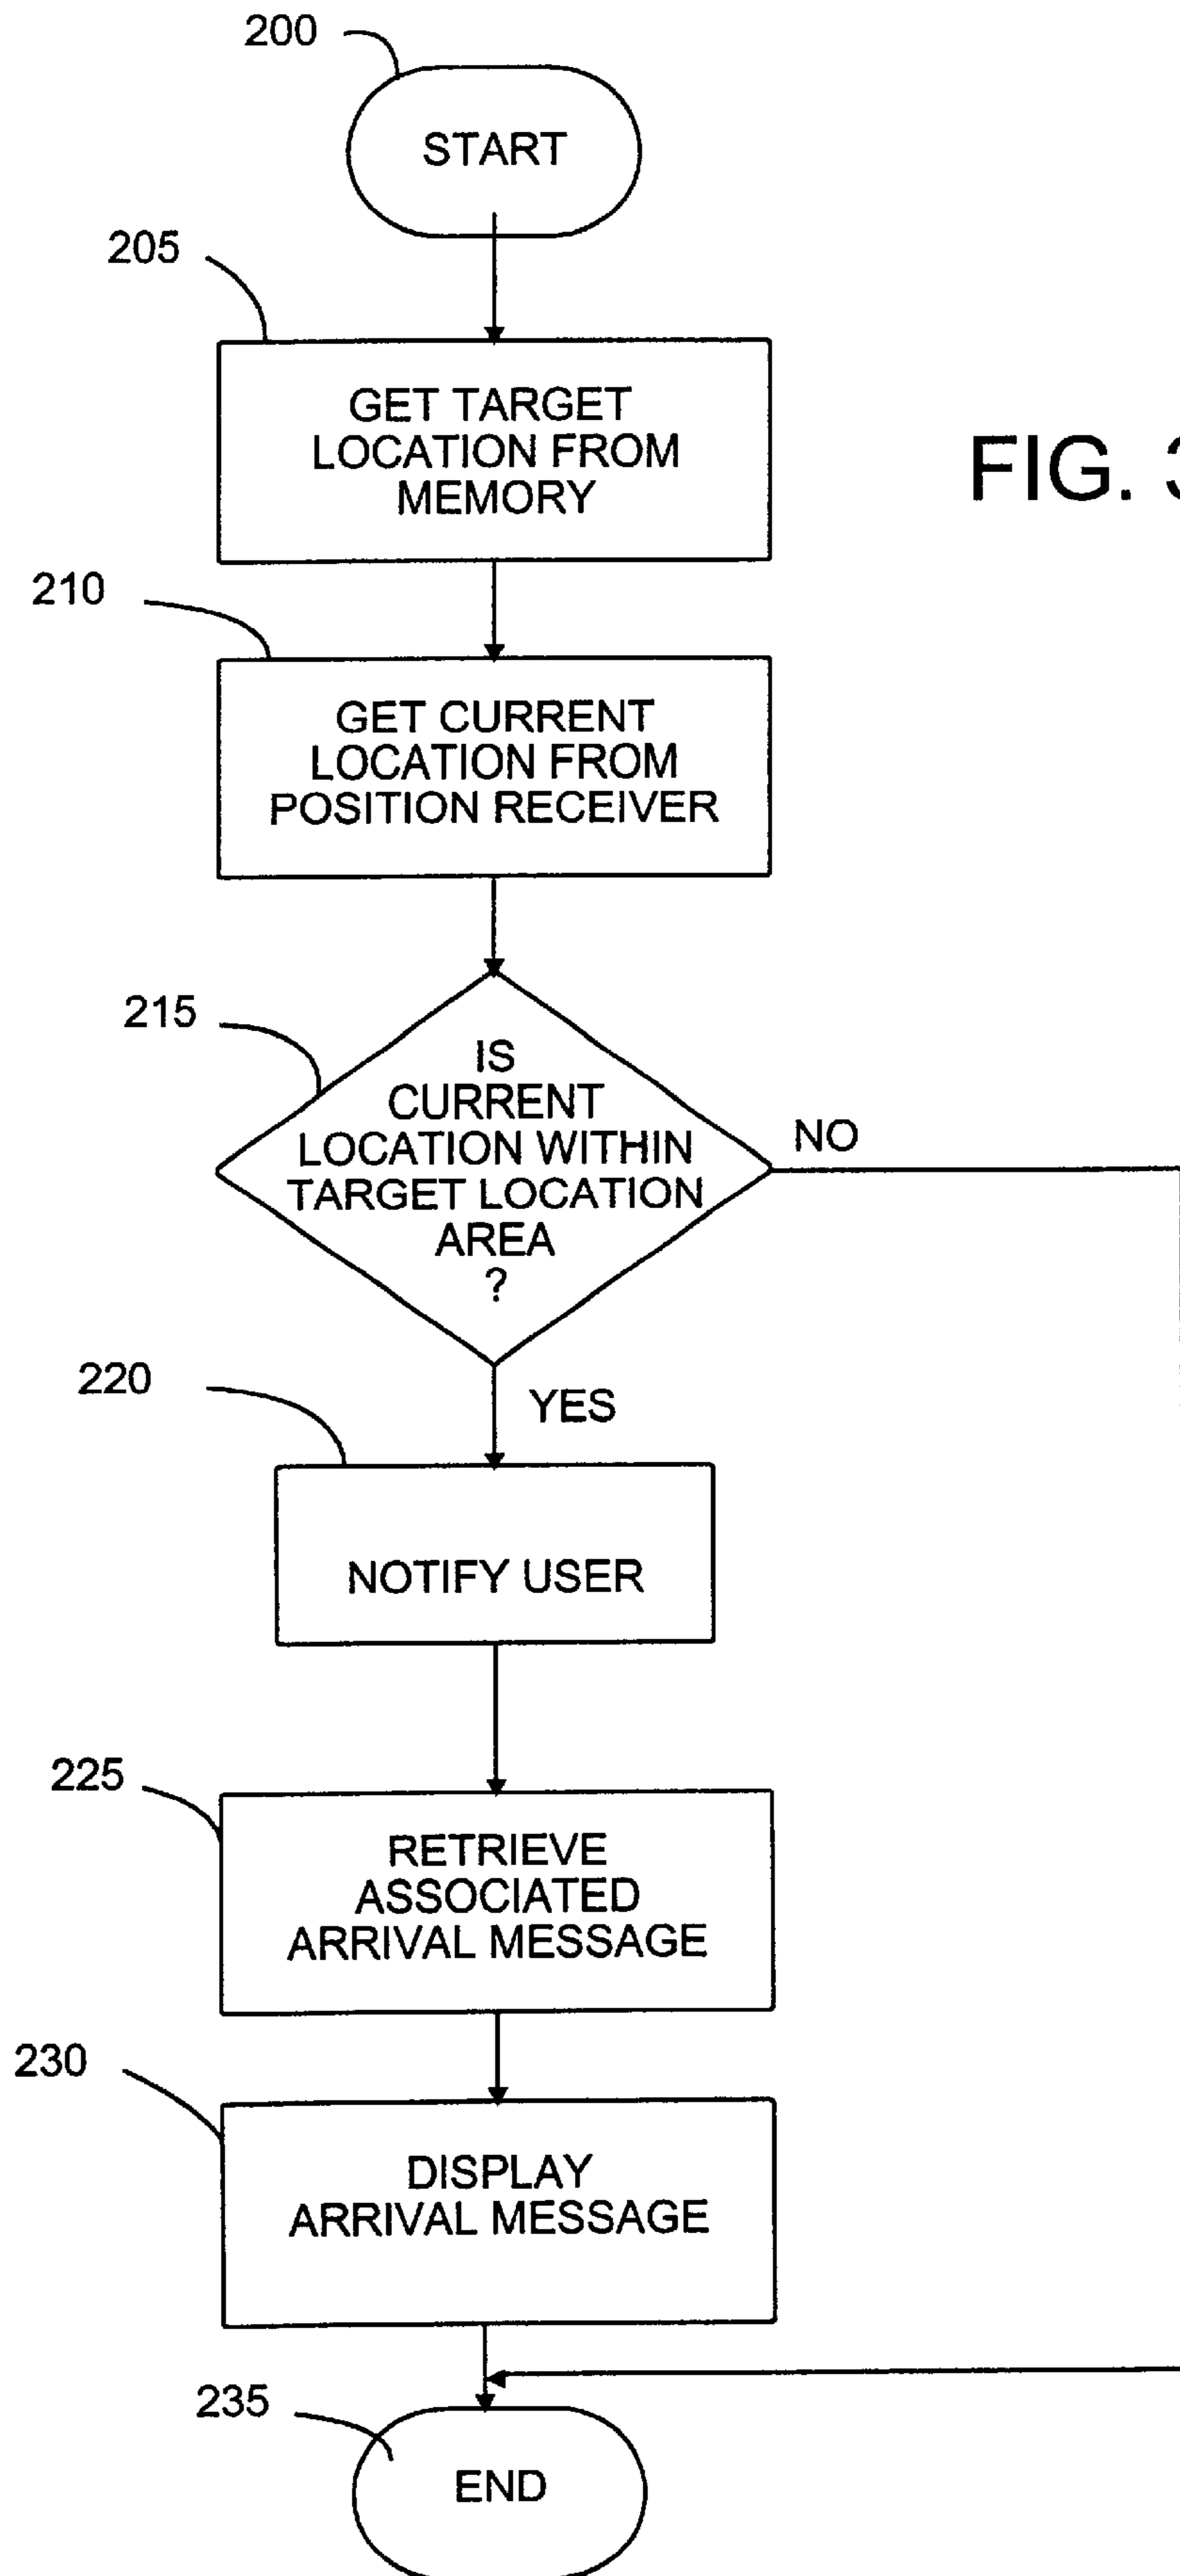 200
START
205
GET TARGET
LOCATION FROM
MEMORY
FIG. 3
210
GET CURRENT
LOCATION FROM
POSITION RECEIVER
215
IS
CURRENT
LOCATION WITHIN
TARGET LOCATION
AREA
?
NO
220
YES
NOTIFY USER
225
RETRIEVE
ASSOCIATED
ARRIVAL MESSAGE
230
DISPLAY
ARRIVAL MESSAGE
235
END